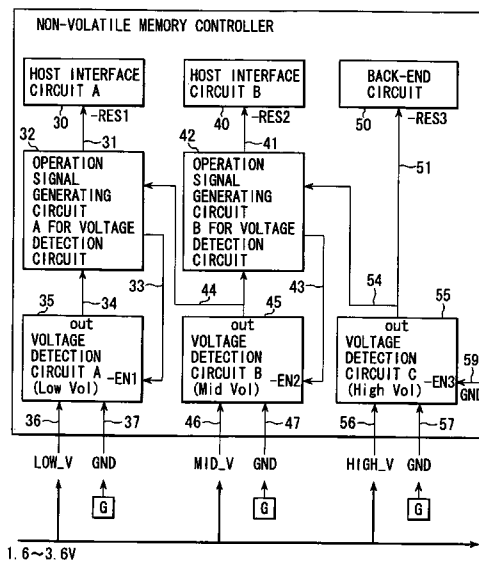 NON-VOLATILE MEMORY CONTROLLER
HOST INTERFACE
CIRCUIT A
HOST INTERFACE
CIRCUIT B
BACK-END
CIRCUIT
30
-RES1
40
-RES2
50
-RES3
32
31
42
41
51
OPERATION
SIGNAL
GENERATING
CIRCUIT
A FOR VOLTAGE
DETECTION
CIRCUIT
OPERATION
SIGNAL
GENERATING
CIRCUIT
B FOR VOLTAGE
DETECTION
CIRCUIT
33
44
43
54
35
34
45
55
out
VOLTAGE
DETECTION
CIRCUIT A
(Low Vol)
-EN1
out
VOLTAGE
DETECTION
CIRCUIT B
(Mid Vol)
-EN2
out
VOLTAGE
DETECTION
CIRCUIT C
(High Vol)
-EN3
59
GND
36
37
46
47
56
57
LOW_V
GND
MID_V
GND
HIGH_V
GND
G
G
G
1.6~3.6V